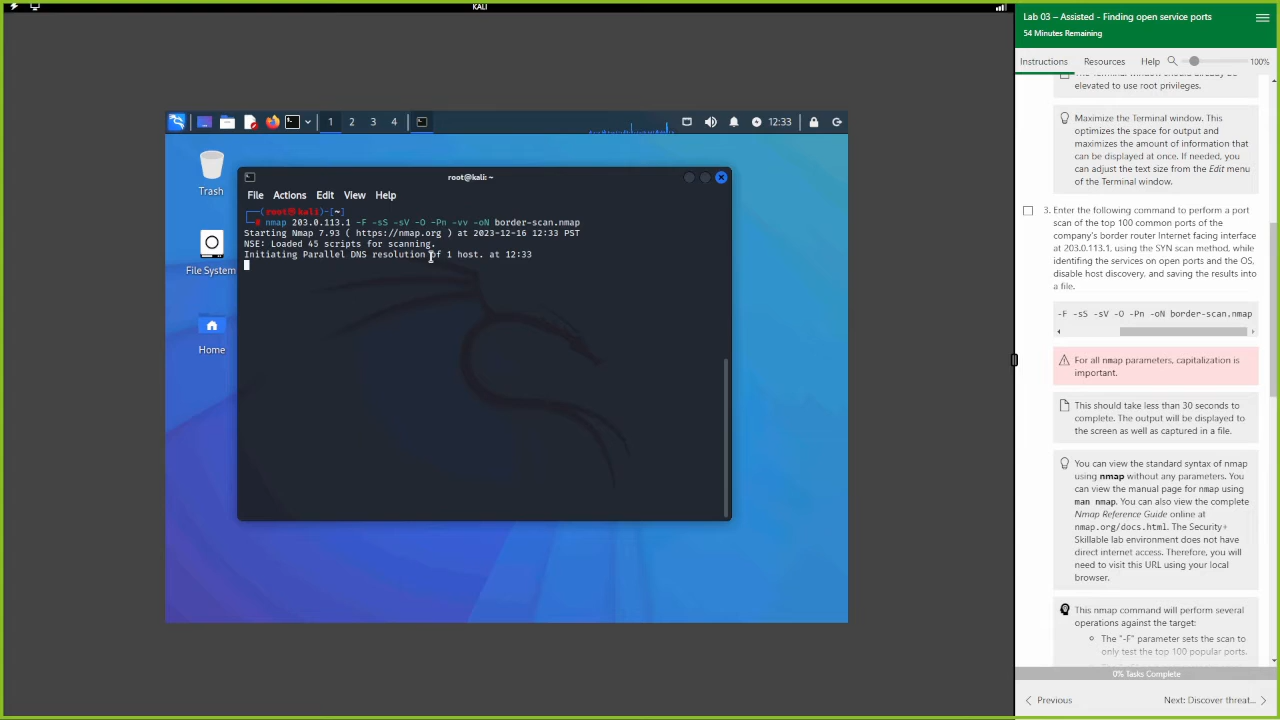 KALI
1 2 3 4
12:33
Trash
File System
Home
root@kali: ~
File Actions Edit View Help
(root㉿kali)-[~]
# nmap 203.0.113.1 -F -sS -sV -O -Pn -vv -oN border-scan.nmap
Starting Nmap 7.93 ( https://nmap.org ) at 2023-12-16 12:33 PST
NSE: Loaded 45 scripts for scanning.
Initiating Parallel DNS resolution of 1 host. at 12:33
Lab 03 – Assisted - Finding open service ports
54 Minutes Remaining
Instructions Resources Help 100%
The Terminal window should already be
elevated to use root privileges.
Maximize the Terminal window. This
optimizes the space for output and
maximizes the amount of information
that can be displayed at once. If needed, you
can adjust the text size from the Edit menu
of the Terminal window.
3. Enter the following command to perform a port
scan of the top 100 common ports of the
company's border router Internet facing interface
at 203.0.113.1, using the SYN scan method, while
identifing the services on open ports and the OS,
disable host discovery, and saving the results into
a file.
-F -sS -sV -O -Pn -oN border-scan.nmap
For all nmap parameters, capitalization is
important.
This should take less than 30 seconds to
complete. The output will be displayed to
the screen as well as captured in a file.
You can view the standard syntax of nmap
using nmap without any parameters. You
can view the manual page for nmap using
man nmap. You can also view the complete
Nmap Reference Guide online at
nmap.org/docs.html. The Security+
Skillable lab environment does not have
direct internet access. Therefore, you will
need to visit this URL using your local
browser.
This nmap command will perform several
operations against the target:
The "-F" parameter sets the scan to
only test the top 100 popular ports.
0% Tasks Complete
Previous Next: Discover threat...